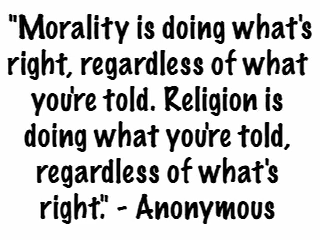 "Morality is doing what's
right, regardless of what
you're told. Religion is
doing what you're told,
regardless of what's
right." - Anonymous